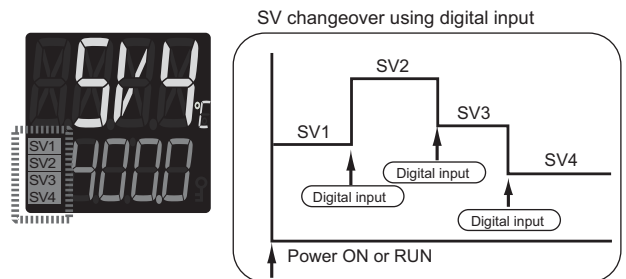 SV changeover using digital input
SV4
°C
SV1
SV2
SV3
SV4
400.0
SV2
SV3
SV1
SV4
Digital input
Digital input
Digital input
Power ON or RUN